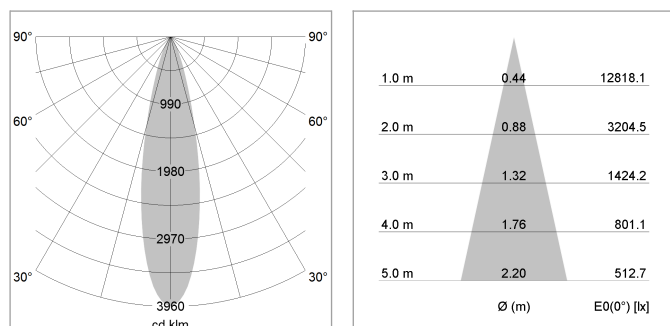 90° 90°
990
60° 60°
1980
2970
30° 30°
3960
cd klm
1.0 m 0.44 12818.1
2.0 m 0.88 3204.5
3.0 m 1.32 1424.2
4.0 m 1.76 801.1
5.0 m 2.20 512.7
Ø (m) E0(0°) [lx]